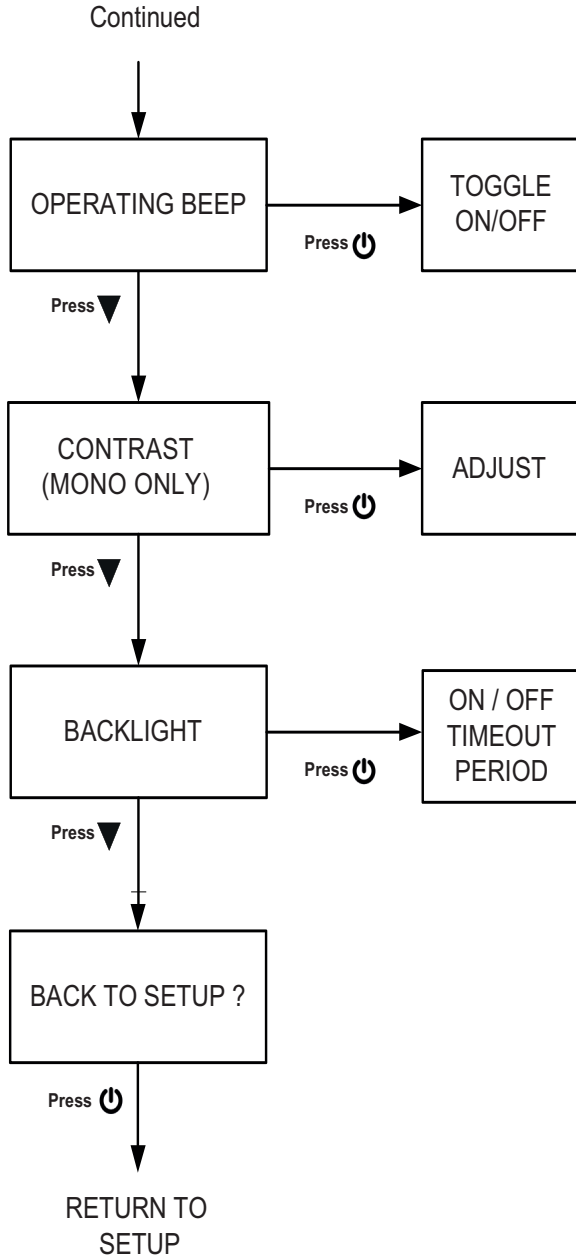 Continued
OPERATING BEEP
TOGGLE
ON/OFF
Press
Press
CONTRAST
(MONO ONLY)
ADJUST
Press
Press
BACKLIGHT
ON / OFF
TIMEOUT
PERIOD
Press
Press
BACK TO SETUP ?
Press
RETURN TO
SETUP